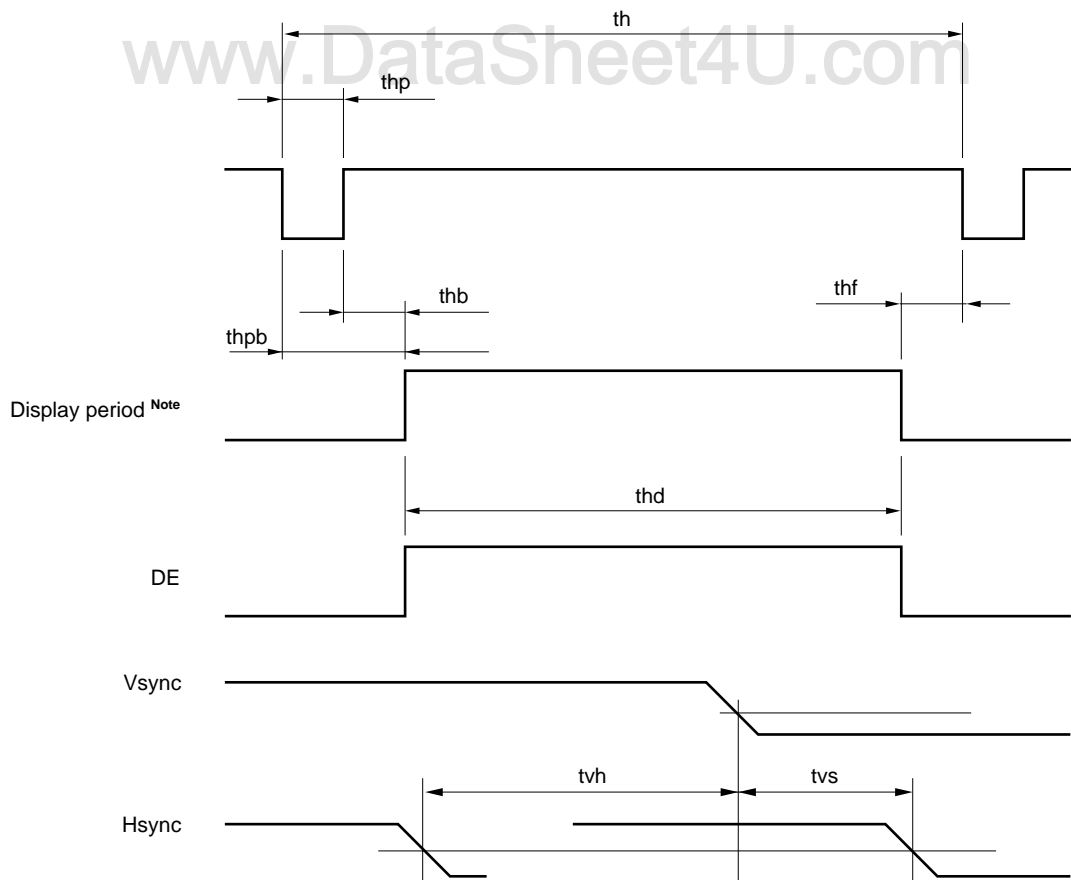 th
www.DataSheet4U.com
thp
thb
thf
thpb
Display period Note
thd
DE
Vsync
tvh
tvs
Hsync